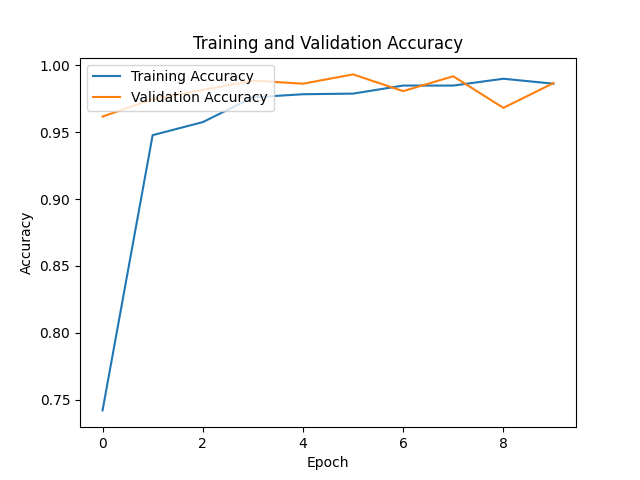 Training and Validation Accuracy
Training Accuracy
Validation Accuracy
1.00
0.95
0.90
0.85
0.80
0.75
Accuracy
0 2 4 6 8
Epoch